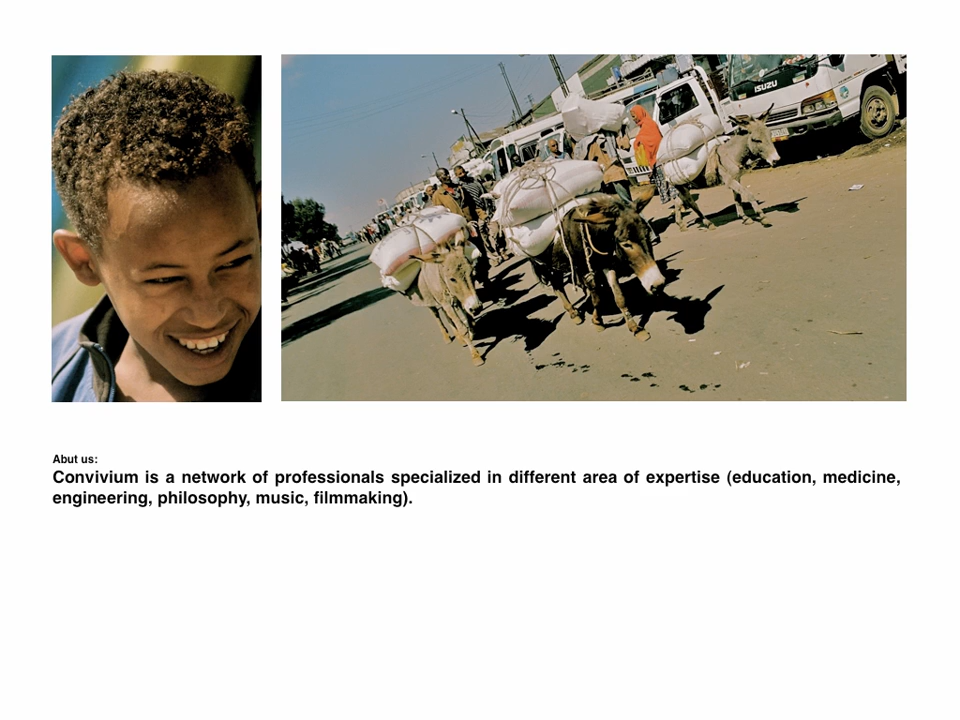 ISUZU
Abut us:
Convivium is a network of professionals specialized in different area of expertise (education, medicine,
engineering, philosophy, music, filmmaking).